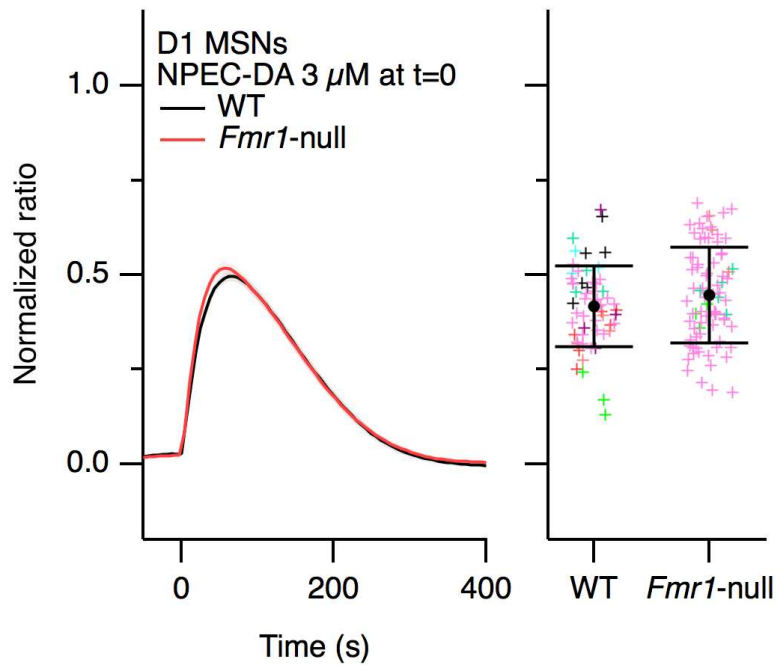 D1 MSNs
NPEC-DA 3 µM at t=0
WT
Fmr1-null
Normalized ratio
1.0
0.5
0.0
0
200
400
Time (s)
WT
Fmr1-null